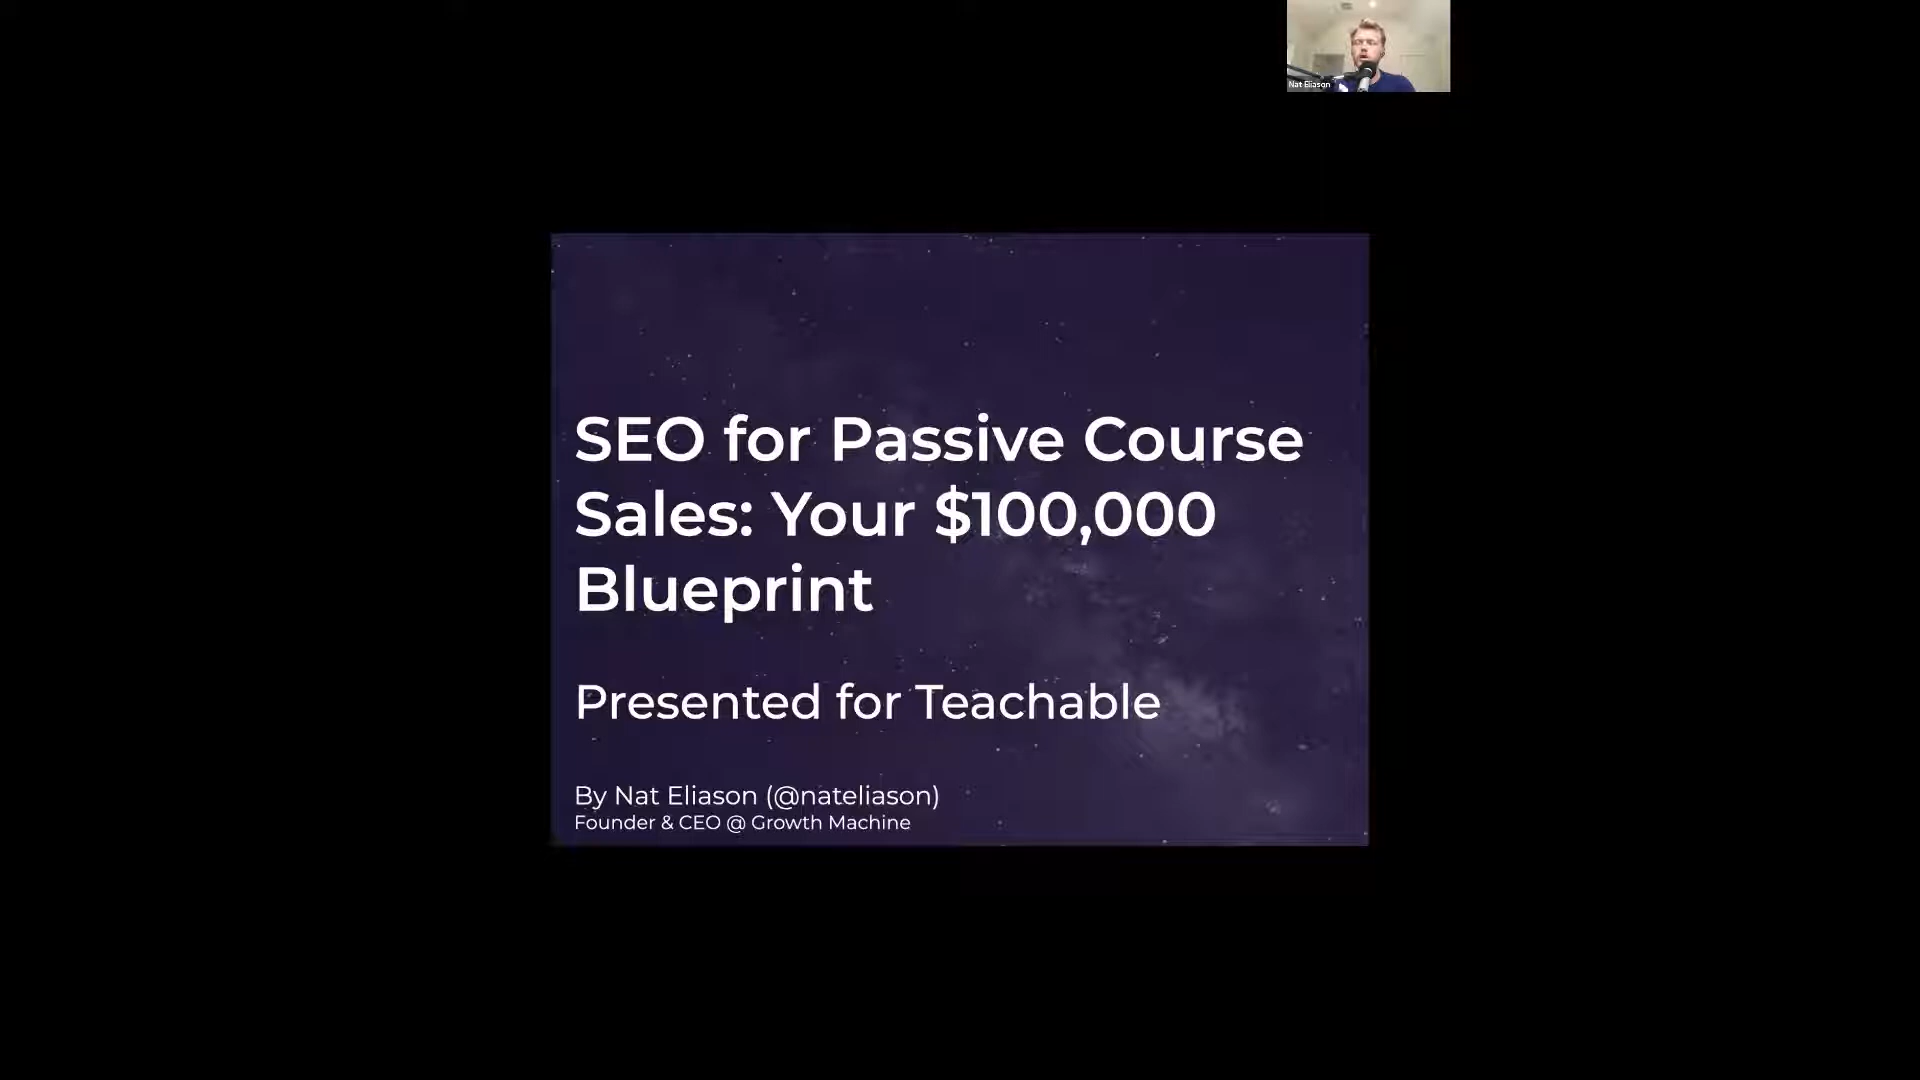 Nat Eliason
SEO for Passive Course
Sales: Your $100,000
Blueprint
Presented for Teachable
By Nat Eliason (@nateliason)
Founder & CEO @ Growth Machine